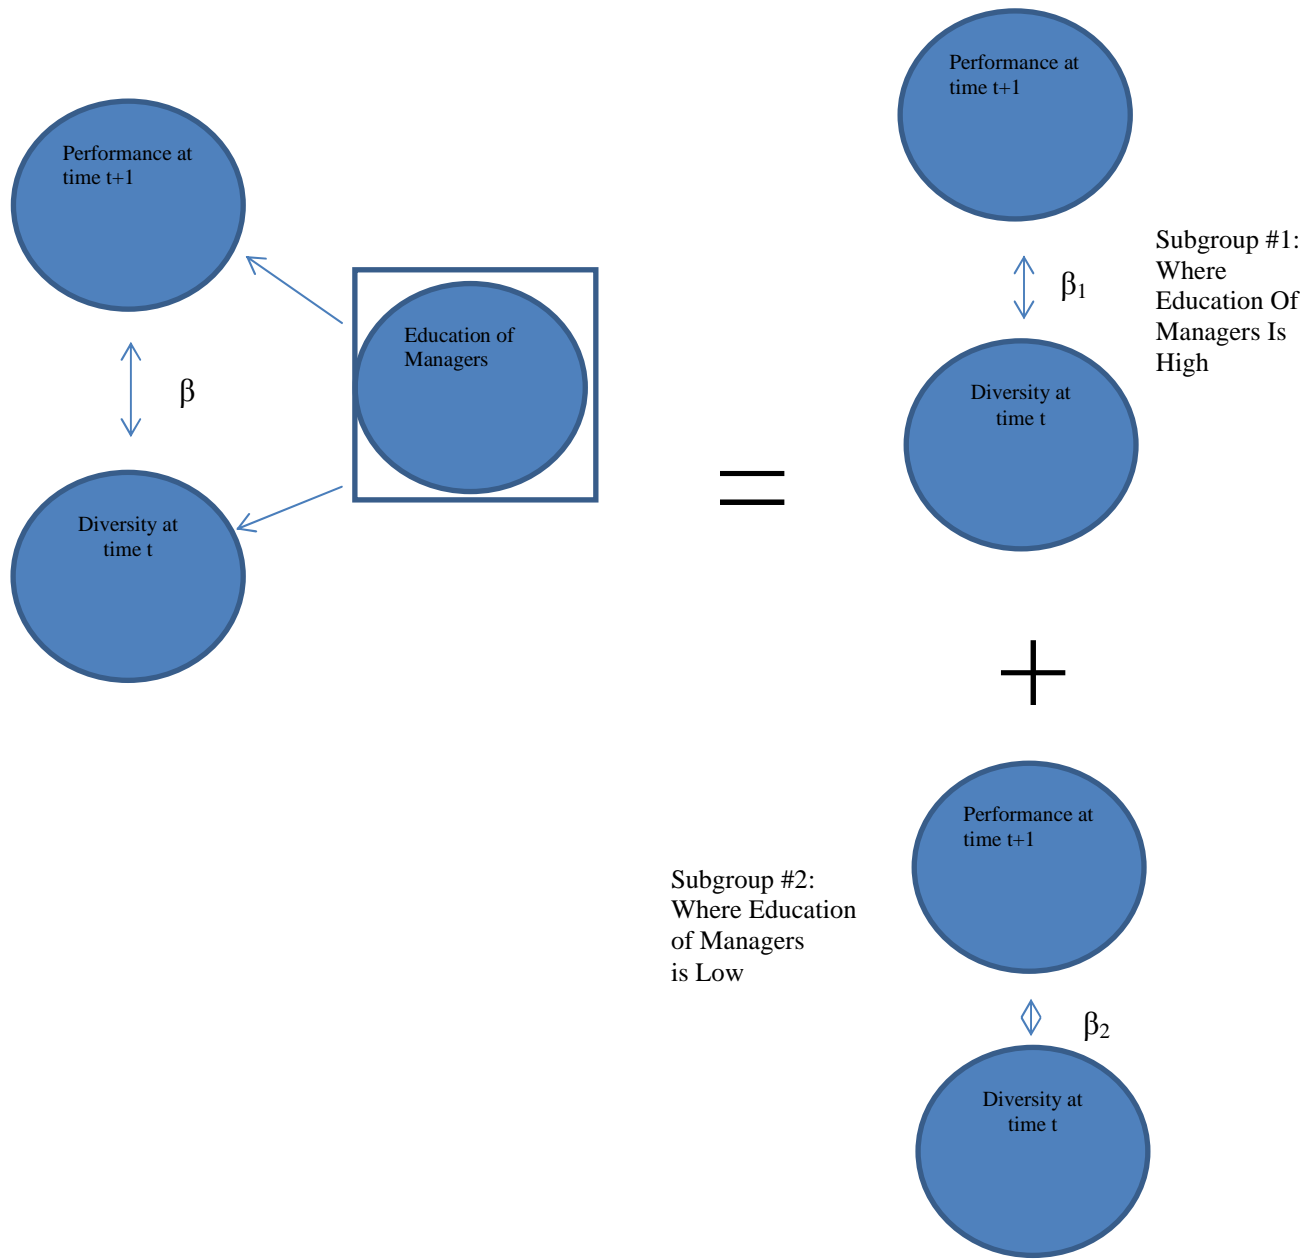 Performance at
time t+1
β
Diversity at
time t
Education of
Managers
=
Performance at
time t+1
β₁
Diversity at
time t
Subgroup #1:
Where
Education Of
Managers Is
High
+
Subgroup #2:
Where Education
of Managers
is Low
Performance at
time t+1
β₂
Diversity at
time t